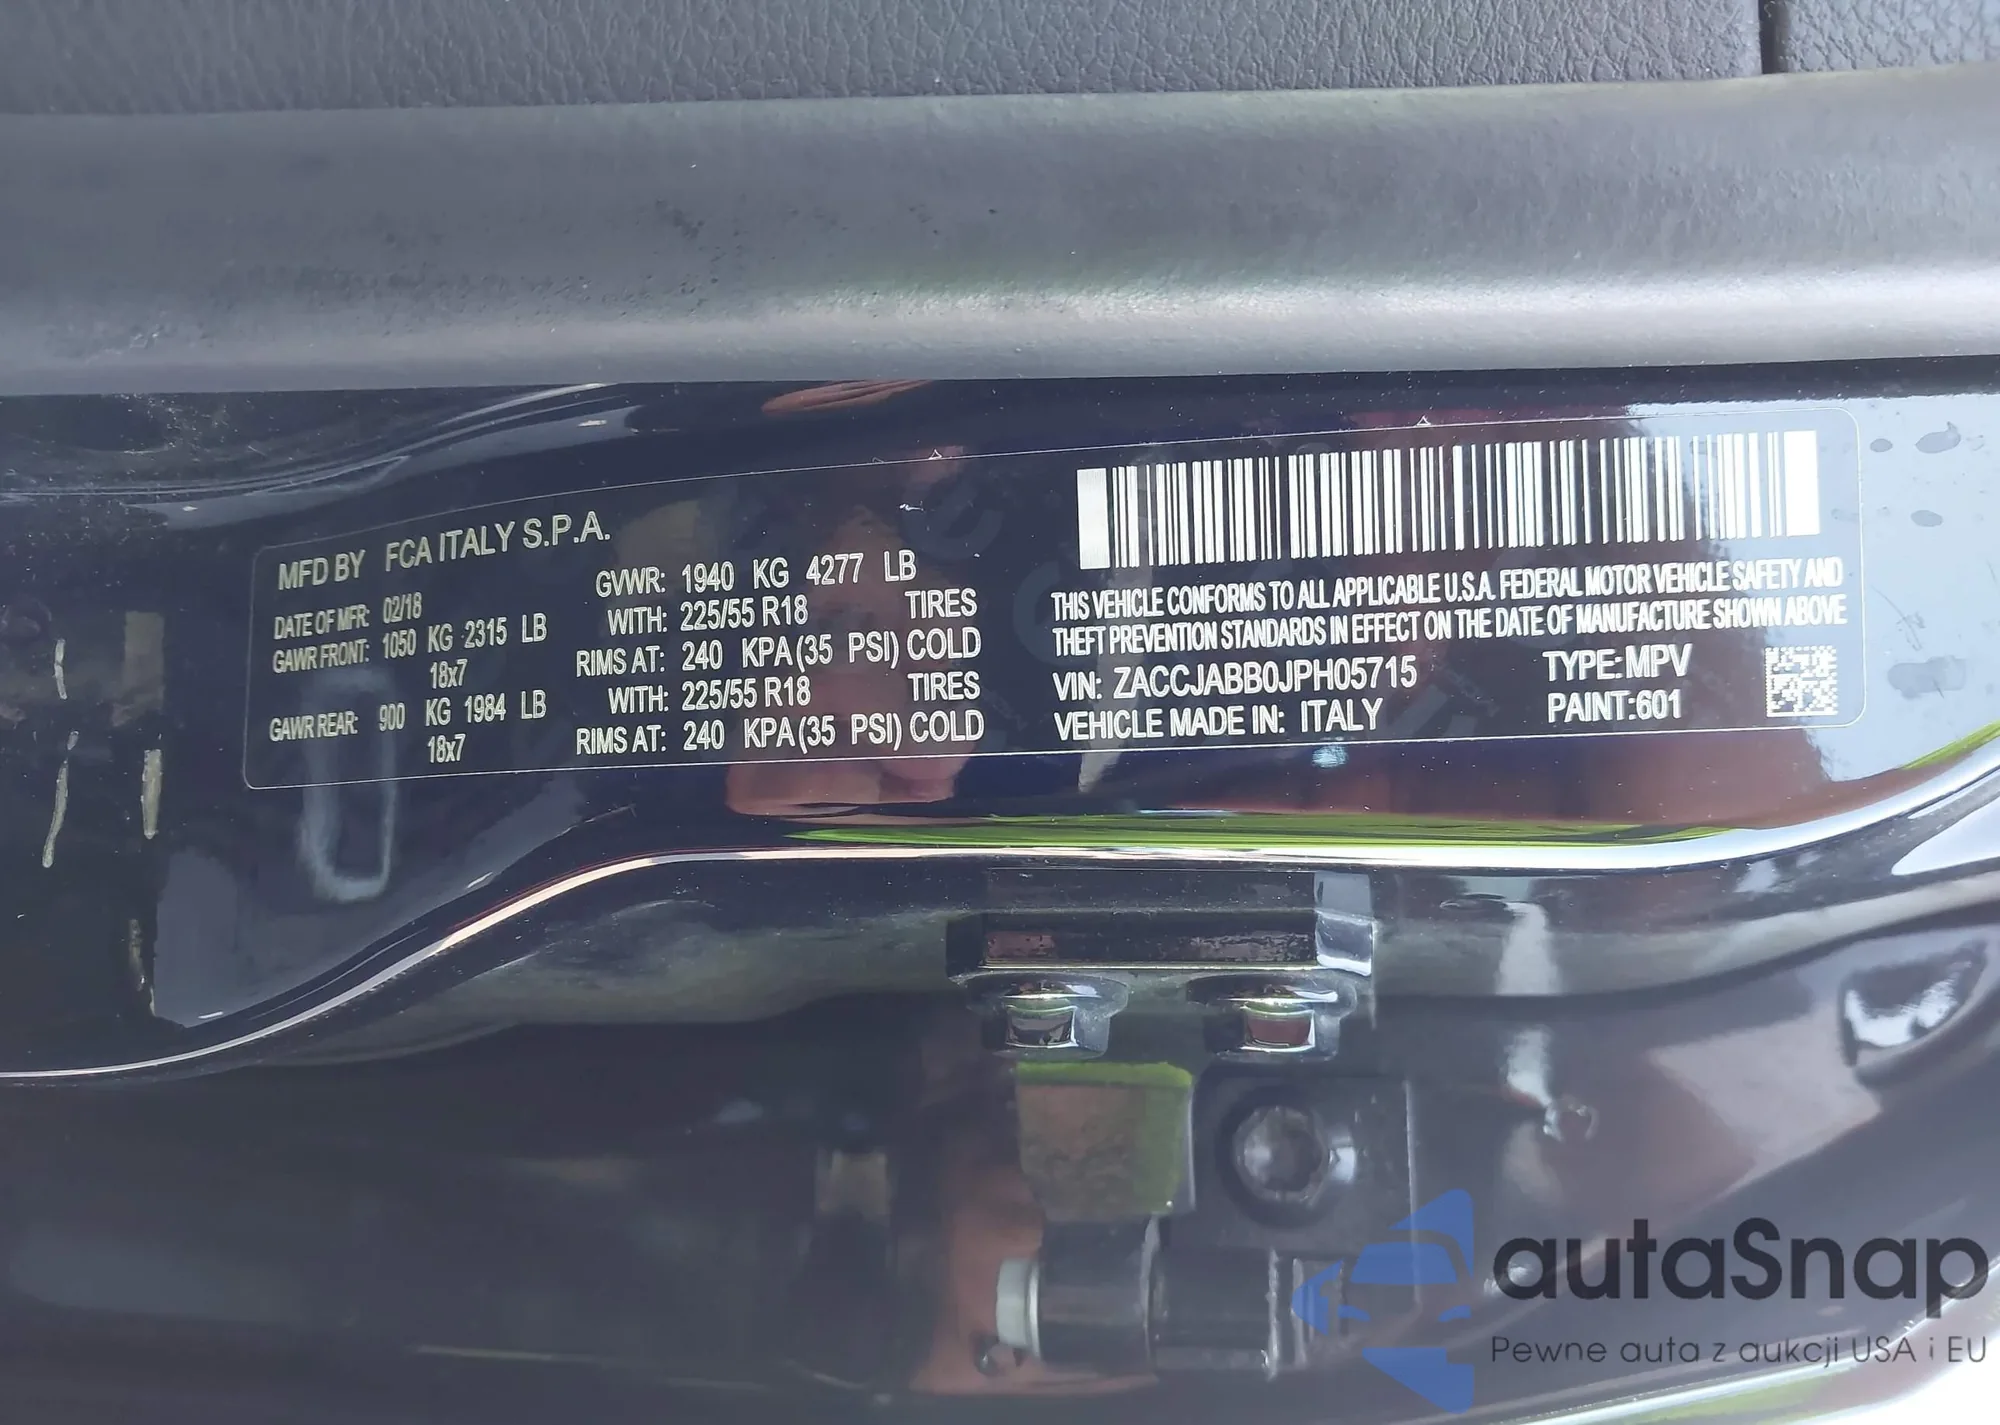 MFD BY FCA ITALY S.P.A.
DATE OF MFR: 02/18 GVWR: 1940 KG 4277 LB
GAWR FRONT: 1050 KG 2315 LB WITH: 225/55 R18 TIRES
18x7 RIMS AT: 240 KPA(35 PSI) COLD
GAWR REAR: 900 KG 1984 LB WITH: 225/55 R18 TIRES
18x7 RIMS AT: 240 KPA(35 PSI) COLD
THIS VEHICLE CONFORMS TO ALL APPLICABLE U.S.A. FEDERAL MOTOR VEHICLE SAFETY AND
THEFT PREVENTION STANDARDS IN EFFECT ON THE DATE OF MANUFACTURE SHOWN ABOVE
VIN: ZACCJABB0JPH05715 TYPE: MPV
VEHICLE MADE IN: ITALY PAINT:601
autaSnap
Pewne auta z aukcji USA i EU